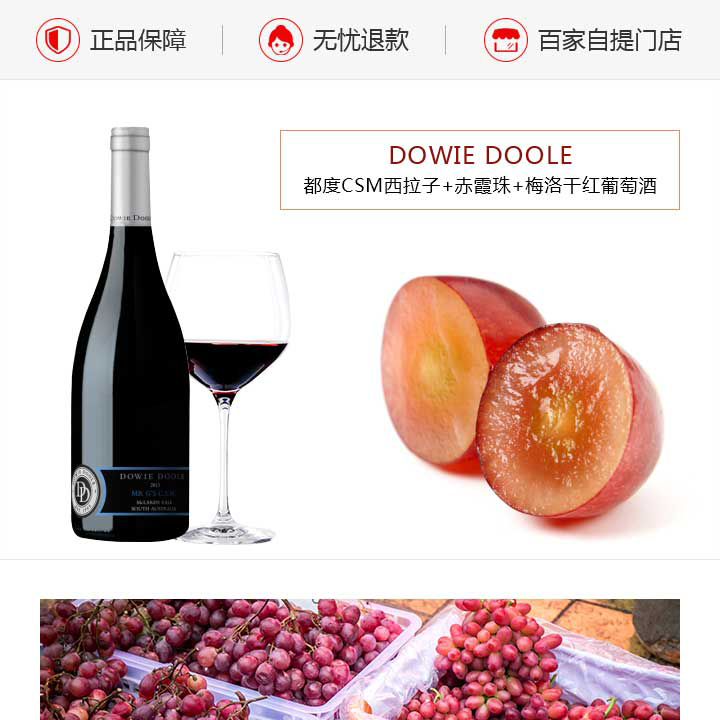 正品保障
无忧退款
百家自提门店
DOWIE DOOLE
都度CSM西拉子+赤霞珠+梅洛干红葡萄酒
DOWIE DOOLE
DOWIE DOOLE
2013
MR G'S C.S.M.
MCLAREN VALE
SOUTH AUSTRALIA